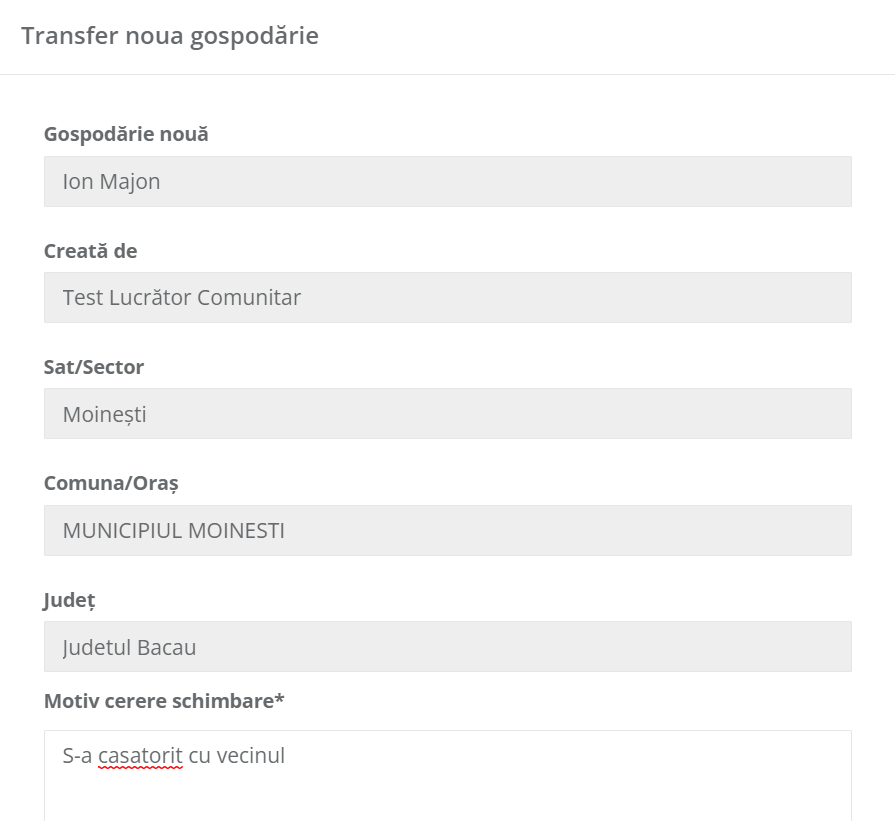 Transfer noua gospodărie
Gospodărie nouă
Ion Majon
Creată de
Test Lucrător Comunitar
Sat/Sector
Moinești
Comuna/Oraș
MUNICIPIUL MOINESTI
Județ
Judetul Bacau
Motiv cerere schimbare*
S-a casatorit cu vecinul